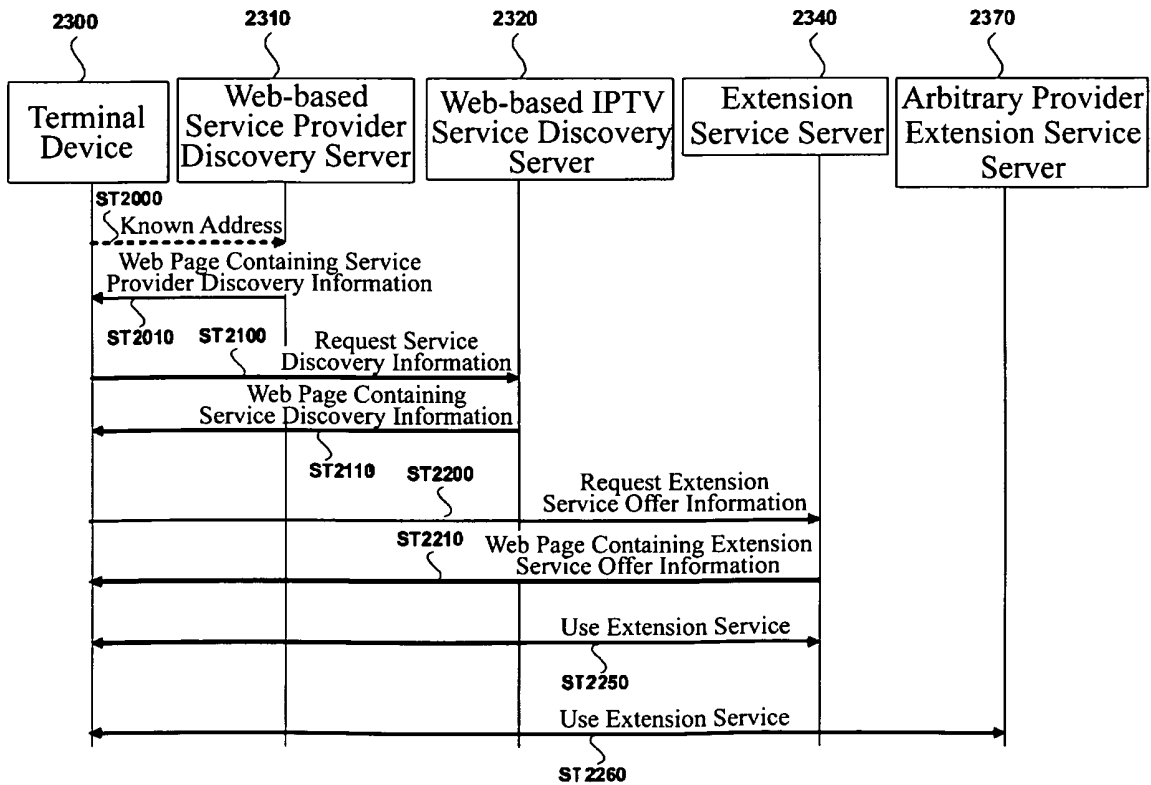 2300
2310
2320
2340
2370
Terminal
Device
Web-based
Service Provider
Discovery Server
Web-based IPTV
Service Discovery
Server
Extension
Service Server
Arbitrary Provider
Extension Service
Server
ST2000
Known Address
Web Page Containing Service
Provider Discovery Information
ST2010
ST2100
Request Service
Discovery Information
Web Page Containing
Service Discovery Information
ST2110
ST2200
Request Extension
Service Offer Information
ST2210
Web Page Containing Extension
Service Offer Information
Use Extension Service
ST2250
Use Extension Service
ST2260